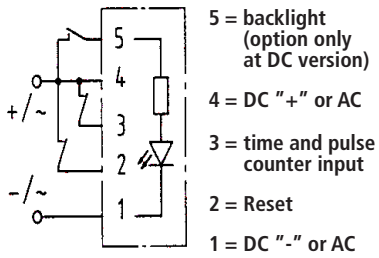 5
4
+/~
3
2
-/~
1
5 = backlight
(option only
at DC version)
4 = DC "+" or AC
3 = time and pulse
counter input
2 = Reset
1 = DC "-" or AC